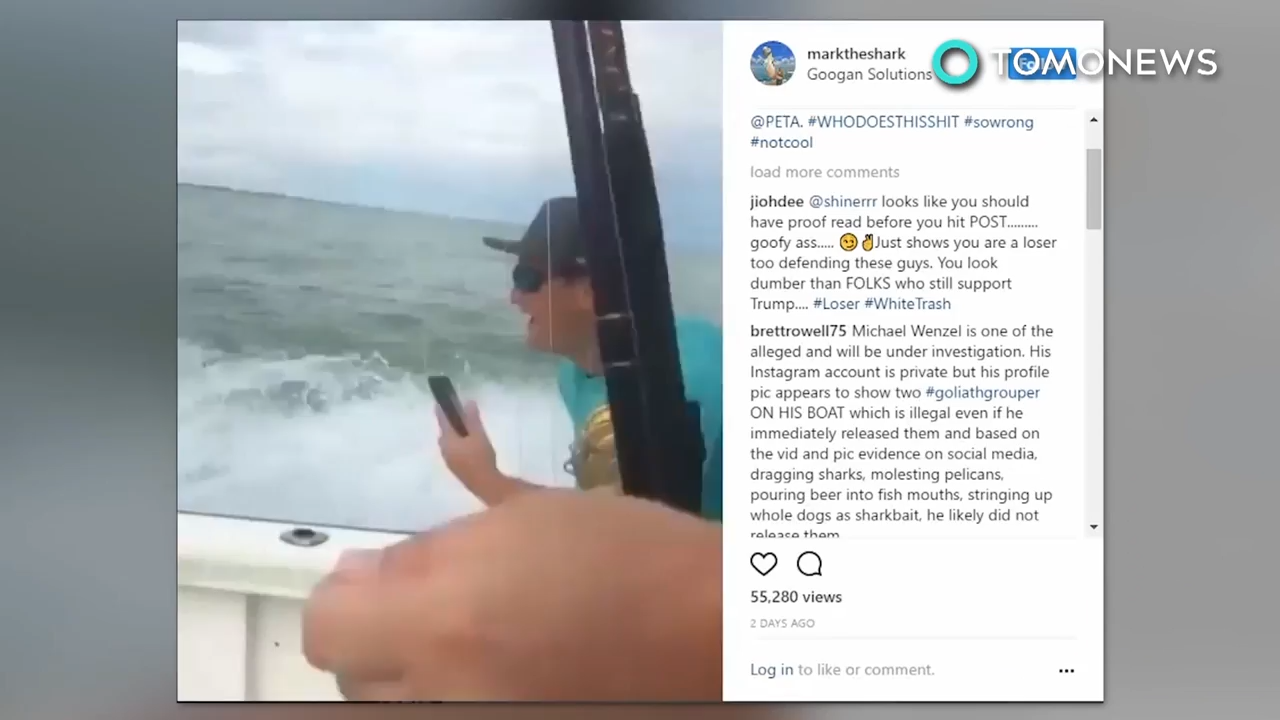 marktheshark
Googan Solutions
TOMONEWS
@PETA. #WHODOESTHISSHIT #sowrong
#notcool
load more comments
jiohdee @shinerrr looks like you should
have proof read before you hit POST.........
goofy ass..... 😏✌Just shows you are a loser
too defending these guys. You look
dumber than FOLKS who still support
Trump.... #Loser #WhiteTrash
brettrowell75 Michael Wenzel is one of the
alleged and will be under investigation. His
Instagram account is private but his profile
pic appears to show two #goliathgrouper
ON HIS BOAT which is illegal even if he
immediately released them and based on
the vid and pic evidence on social media,
dragging sharks, molesting pelicans,
pouring beer into fish mouths, stringing up
whole dogs as sharkbait, he likely did not
release them
55,280 views
2 DAYS AGO
Log in to like or comment.